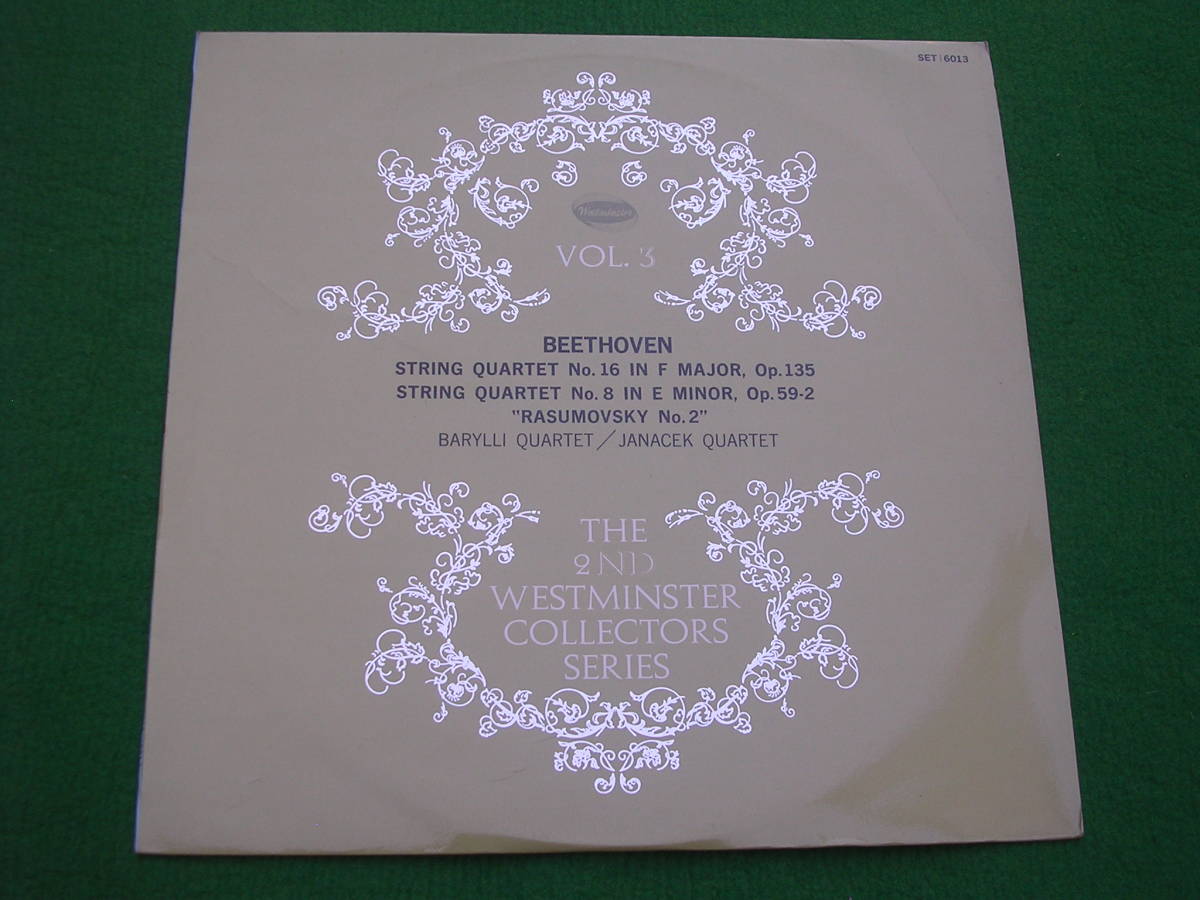 SET 6013
Westminster
VOL. 3
BEETHOVEN
STRING QUARTET No. 16 IN F MAJOR, Op. 135
STRING QUARTET No. 8 IN E MINOR, Op. 59-2
"RASUMOVSKY No. 2"
BARYLLI QUARTET / JANACEK QUARTET
THE
2ND
WESTMINSTER
COLLECTORS
SERIES